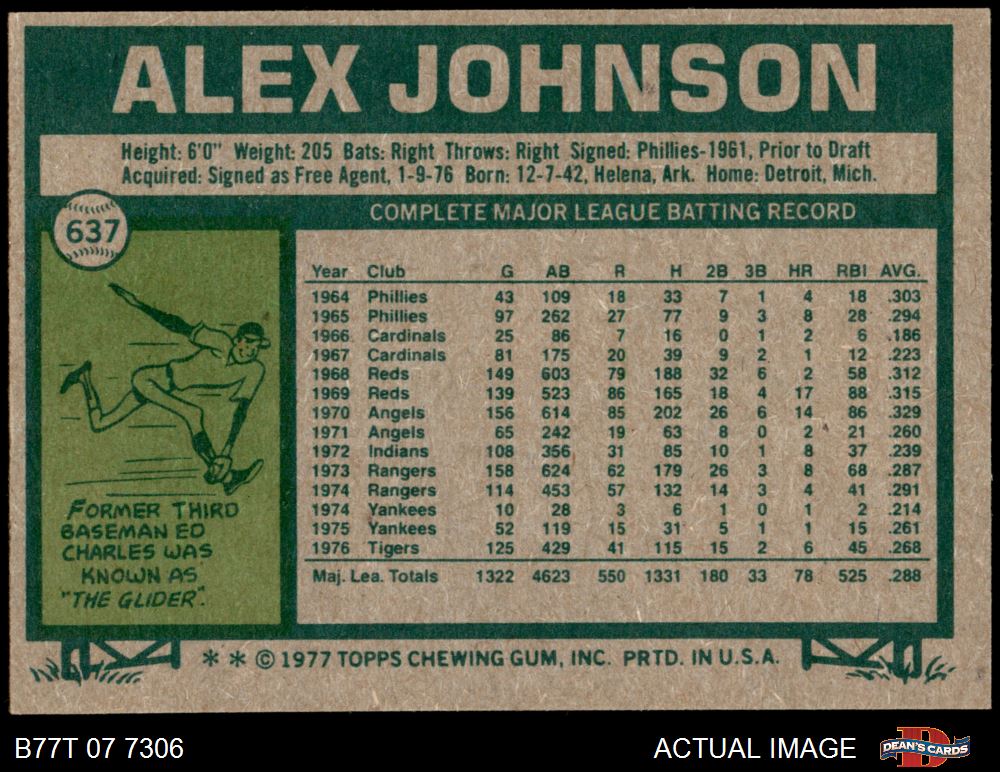 ALEX JOHNSON
Height: 6'0" Weight: 205 Bats: Right Throws: Right Signed: Phillies-1961, Prior to Draft
Acquired: Signed as Free Agent, 1-9-76 Born: 12-7-42, Helena, Ark. Home: Detroit, Mich.
637
COMPLETE MAJOR LEAGUE BATTING RECORD
Year Club G AB R H 2B 3B HR RBI AVG.
1964 Phillies 43 109 18 33 7 1 4 18 .303
1965 Phillies 97 262 27 77 9 3 8 28 .294
1966 Cardinals 25 86 7 16 0 1 2 6 .186
1967 Cardinals 81 175 20 39 9 2 1 12 .223
1968 Reds 149 603 79 188 32 6 2 58 .312
1969 Reds 139 523 86 165 18 4 17 88 .315
1970 Angels 156 614 85 202 26 6 14 86 .329
1971 Angels 65 242 19 63 8 0 2 21 .260
1972 Indians 108 356 31 85 10 1 8 37 .239
1973 Rangers 158 624 62 179 26 3 8 68 .287
1974 Rangers 114 453 57 132 14 3 4 41 .291
1974 Yankees 10 28 3 6 1 0 1 2 .214
1975 Yankees 52 119 15 31 5 1 1 15 .261
1976 Tigers 125 429 41 115 15 2 6 45 .268
Maj. Lea. Totals 1322 4623 550 1331 180 33 78 525 .288
FORMER THIRD
BASEMAN ED
CHARLES WAS
KNOWN AS
"THE GLIDER".
* * © 1977 TOPPS CHEWING GUM, INC. PRTD. IN U.S.A.
B77T 07 7306
ACTUAL IMAGE
D
DEAN'S CARDS